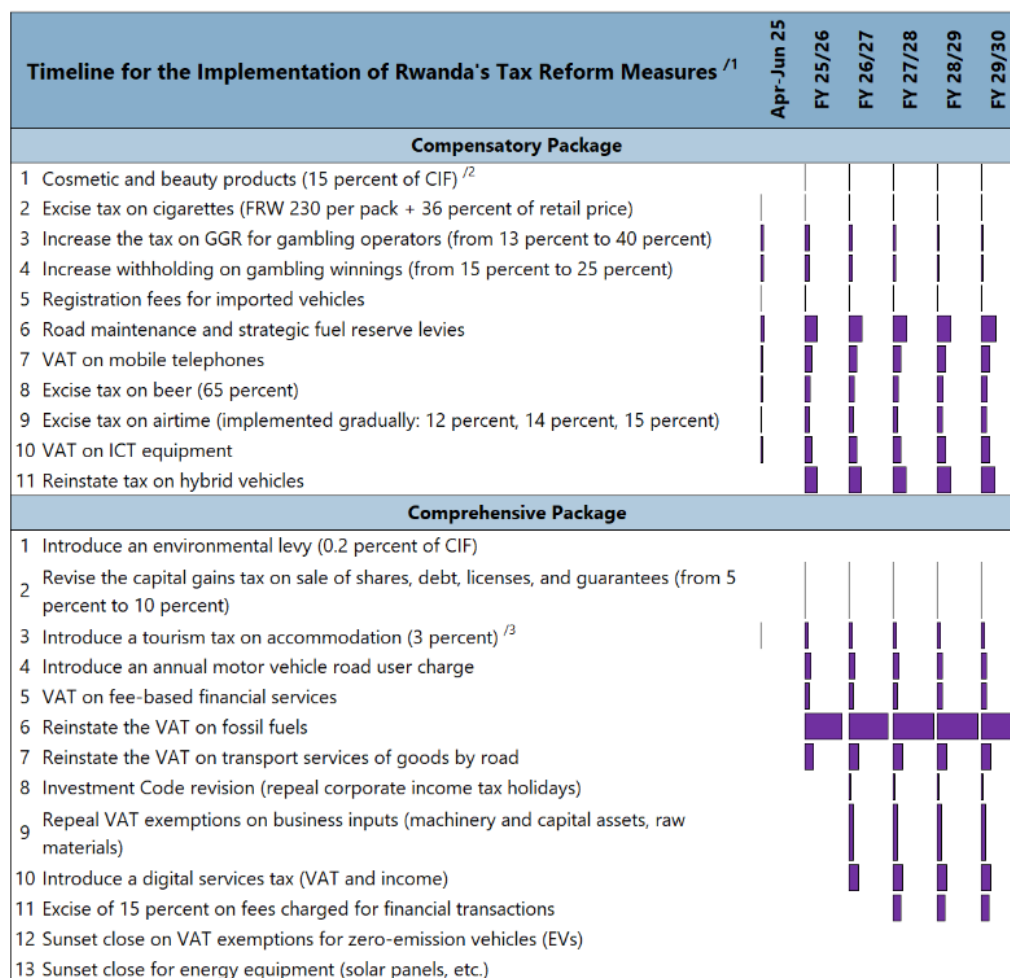 Timeline for the Implementation of Rwanda's Tax Reform Measures /1
Apr-Jun 25
FY 25/26
FY 26/27
FY 27/28
FY 28/29
FY 29/30
Compensatory Package
1 Cosmetic and beauty products (15 percent of CIF) /2
2 Excise tax on cigarettes (FRW 230 per pack + 36 percent of retail price)
3 Increase the tax on GGR for gambling operators (from 13 percent to 40 percent)
4 Increase withholding on gambling winnings (from 15 percent to 25 percent)
5 Registration fees for imported vehicles
6 Road maintenance and strategic fuel reserve levies
7 VAT on mobile telephones
8 Excise tax on beer (65 percent)
9 Excise tax on airtime (implemented gradually: 12 percent, 14 percent, 15 percent)
10 VAT on ICT equipment
11 Reinstate tax on hybrid vehicles
Comprehensive Package
1 Introduce an environmental levy (0.2 percent of CIF)
2 Revise the capital gains tax on sale of shares, debt, licenses, and guarantees (from 5
percent to 10 percent)
3 Introduce a tourism tax on accommodation (3 percent) /3
4 Introduce an annual motor vehicle road user charge
5 VAT on fee-based financial services
6 Reinstate the VAT on fossil fuels
7 Reinstate the VAT on transport services of goods by road
8 Investment Code revision (repeal corporate income tax holidays)
9 Repeal VAT exemptions on business inputs (machinery and capital assets, raw
materials)
10 Introduce a digital services tax (VAT and income)
11 Excise of 15 percent on fees charged for financial transactions
12 Sunset close on VAT exemptions for zero-emission vehicles (EVs)
13 Sunset close for energy equipment (solar panels, etc.)